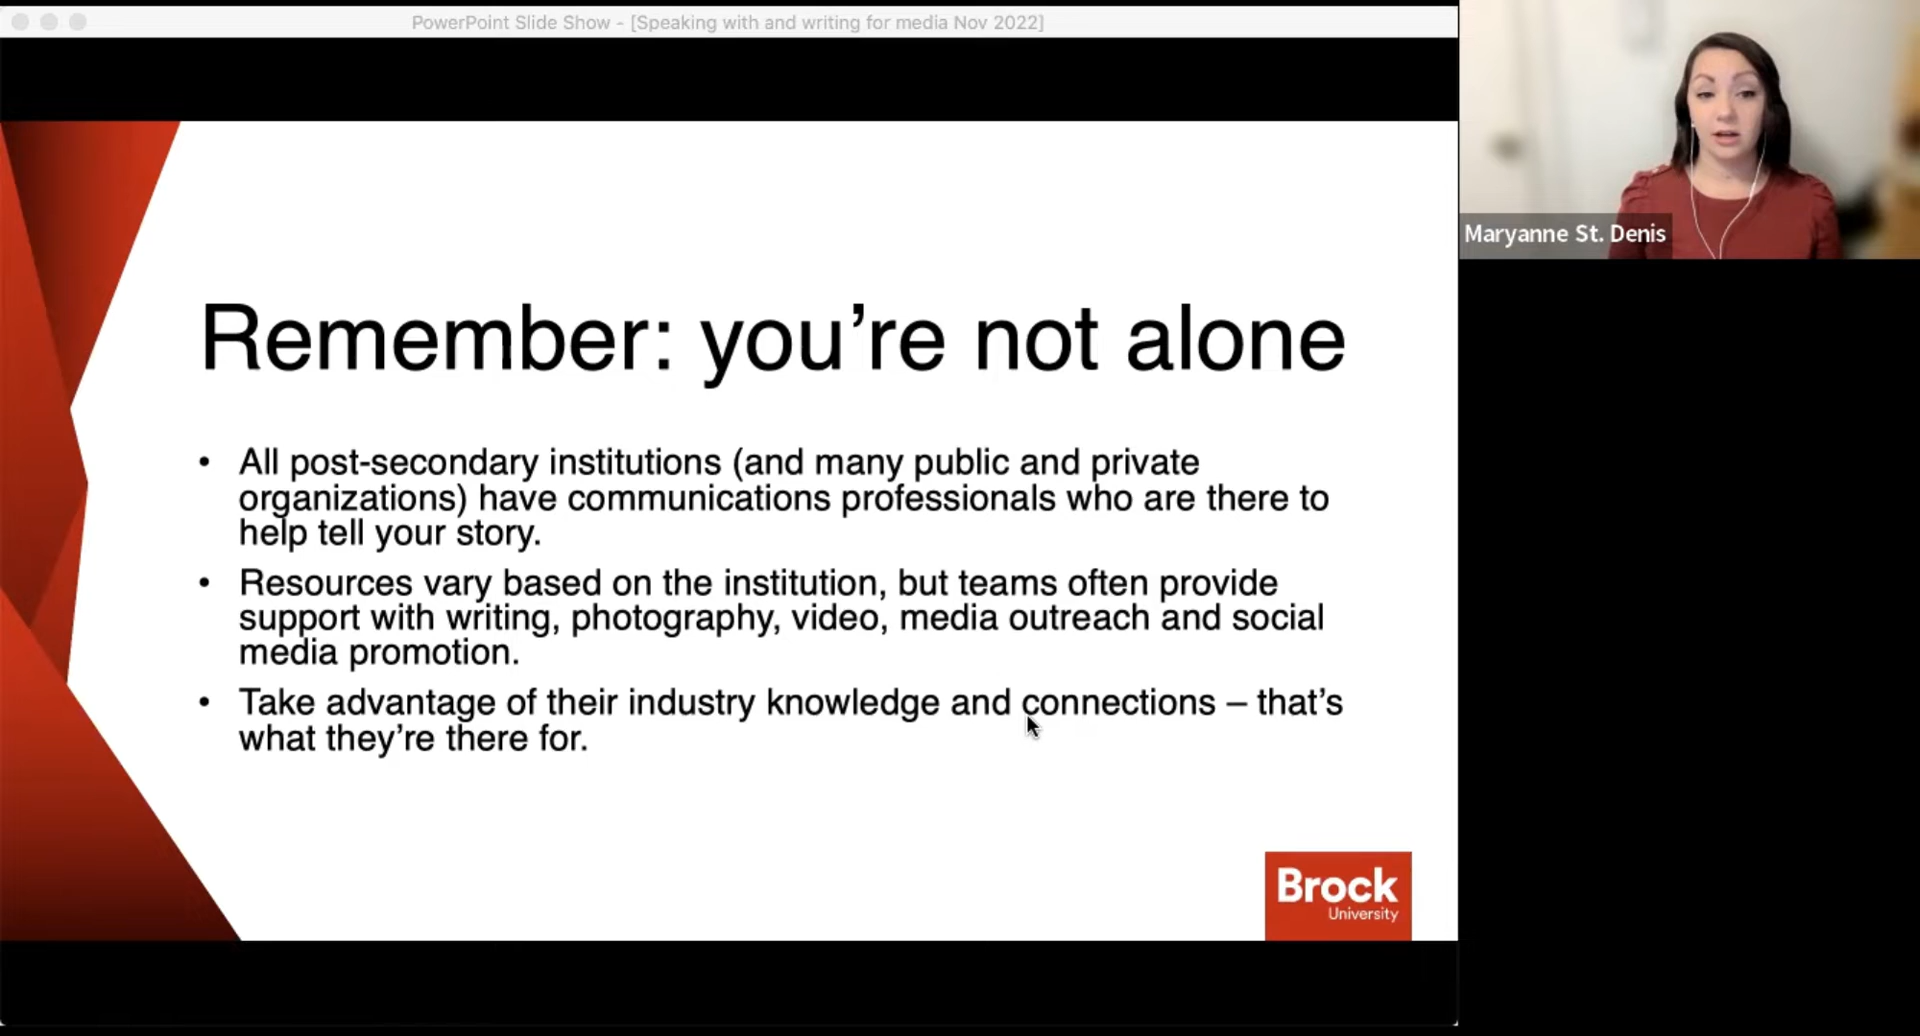 PowerPoint Slide Show - [Speaking with and writing for media Nov 2022]
Maryanne St. Denis
Remember: you’re not alone
• All post-secondary institutions (and many public and private
organizations) have communications professionals who are there to
help tell your story.
• Resources vary based on the institution, but teams often provide
support with writing, photography, video, media outreach and social
media promotion.
• Take advantage of their industry knowledge and connections – that’s
what they’re there for.
Brock
University